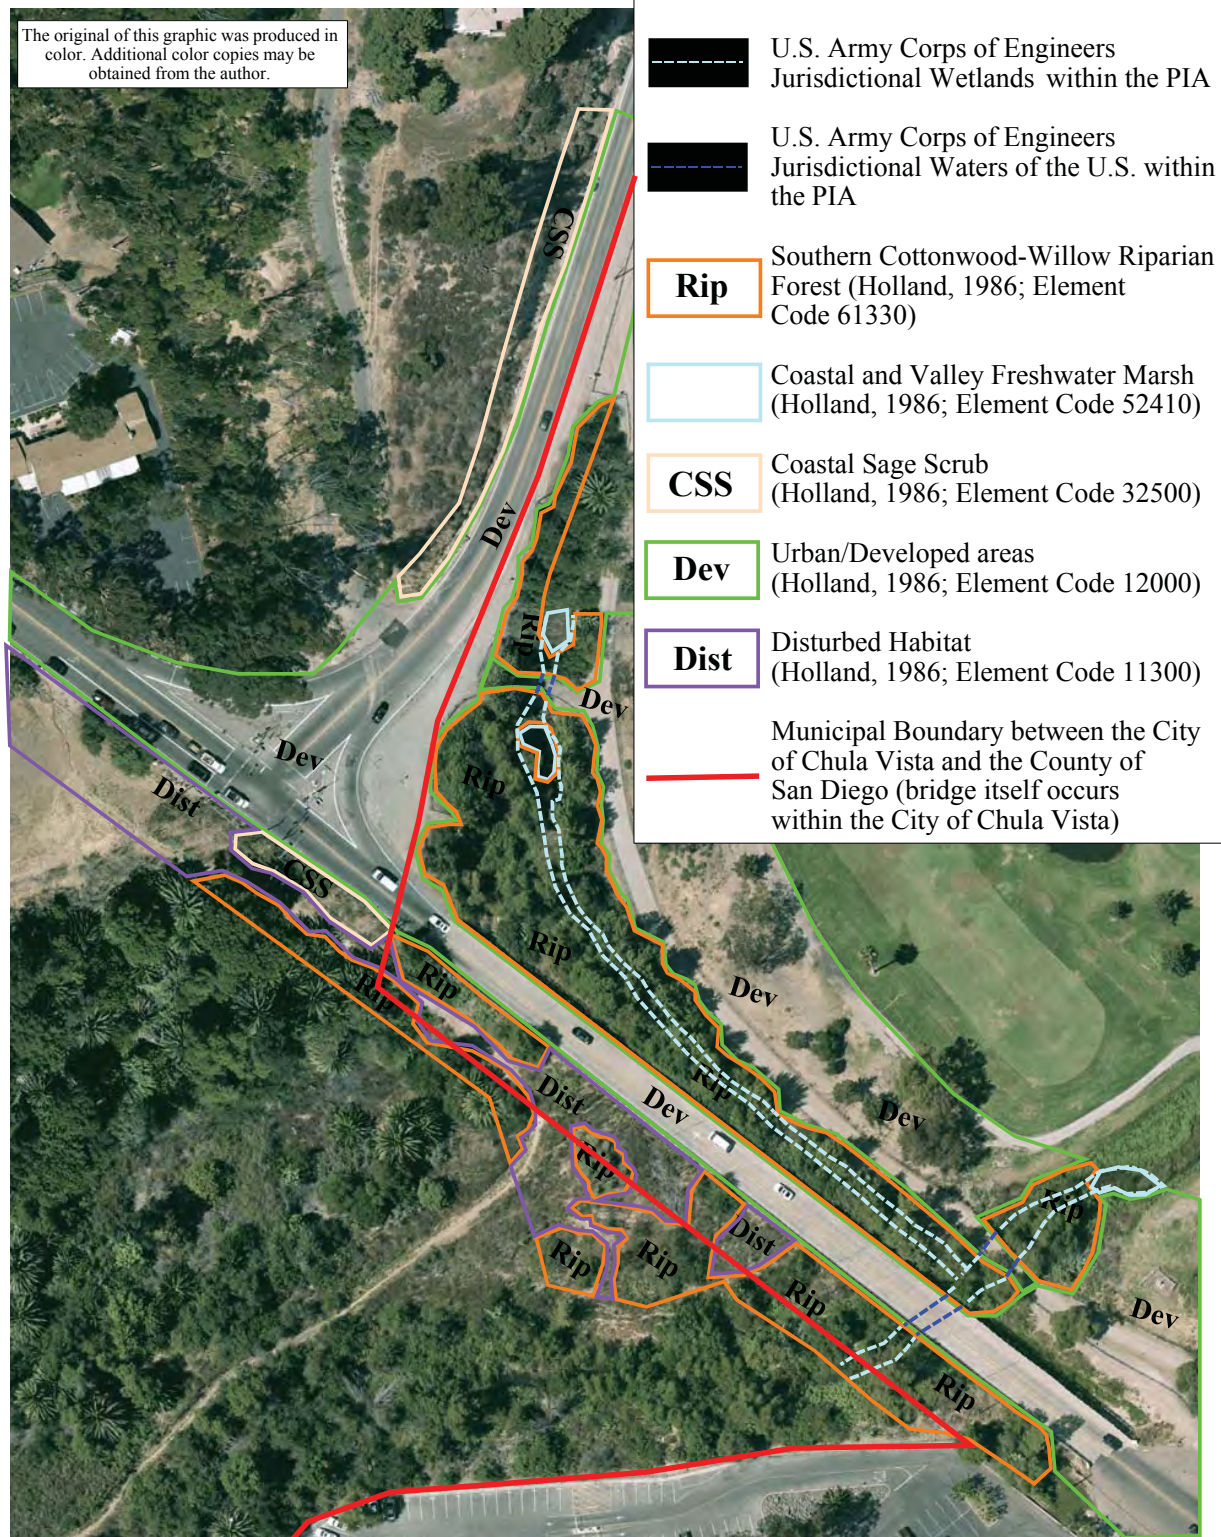 The original of this graphic was produced in
color. Additional color copies may be
obtained from the author.
U.S. Army Corps of Engineers
Jurisdictional Wetlands within the PIA
U.S. Army Corps of Engineers
Jurisdictional Waters of the U.S. within
the PIA
Rip
Southern Cottonwood-Willow Riparian
Forest (Holland, 1986; Element
Code 61330)
Coastal and Valley Freshwater Marsh
(Holland, 1986; Element Code 52410)
CSS
Coastal Sage Scrub
(Holland, 1986; Element Code 32500)
Dev
Urban/Developed areas
(Holland, 1986; Element Code 12000)
Dist
Disturbed Habitat
(Holland, 1986; Element Code 11300)
Municipal Boundary between the City
of Chula Vista and the County of
San Diego (bridge itself occurs
within the City of Chula Vista)
CSS
Dev
Rip
Dev
Dev
Rip
Dist
CSS
Rip
Rip
Rip
Dev
Rip
Dist
Dev
Dev
Rip
Rip
Dist
Rip
Rip
Rip
Dev
Rip